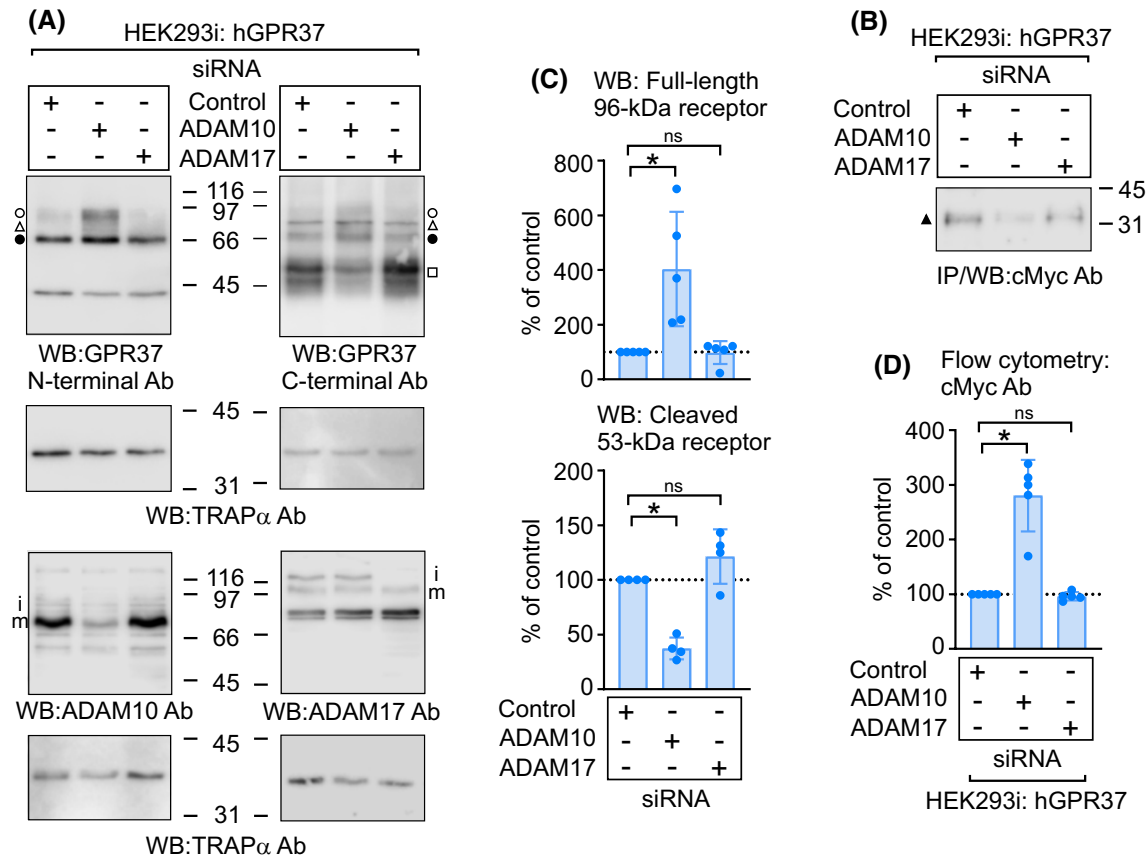 (A)
HEK293i: hGPR37
siRNA
+ - - Control + - -
- + - ADAM10 - + -
- - + ADAM17 - - +
116
97
66
45
WB:GPR37
N-terminal Ab
WB:GPR37
C-terminal Ab
45
31
WB:TRAPα Ab
i
m
116
97
66
45
i
m
WB:ADAM10 Ab
WB:ADAM17 Ab
45
31
WB:TRAPα Ab
(C)
WB: Full-length
96-kDa receptor
ns
*
800
600
400
200
0
% of control
WB: Cleaved
53-kDa receptor
ns
*
200
150
100
50
0
% of control
Control + - -
ADAM10 - + -
ADAM17 - - +
siRNA
(B)
HEK293i: hGPR37
siRNA
Control + - -
ADAM10 - + -
ADAM17 - - +
45
31
IP/WB:cMyc Ab
(D)
Flow cytometry:
cMyc Ab
ns
*
400
300
200
100
0
% of control
Control + - -
ADAM10 - + -
ADAM17 - - +
siRNA
HEK293i: hGPR37